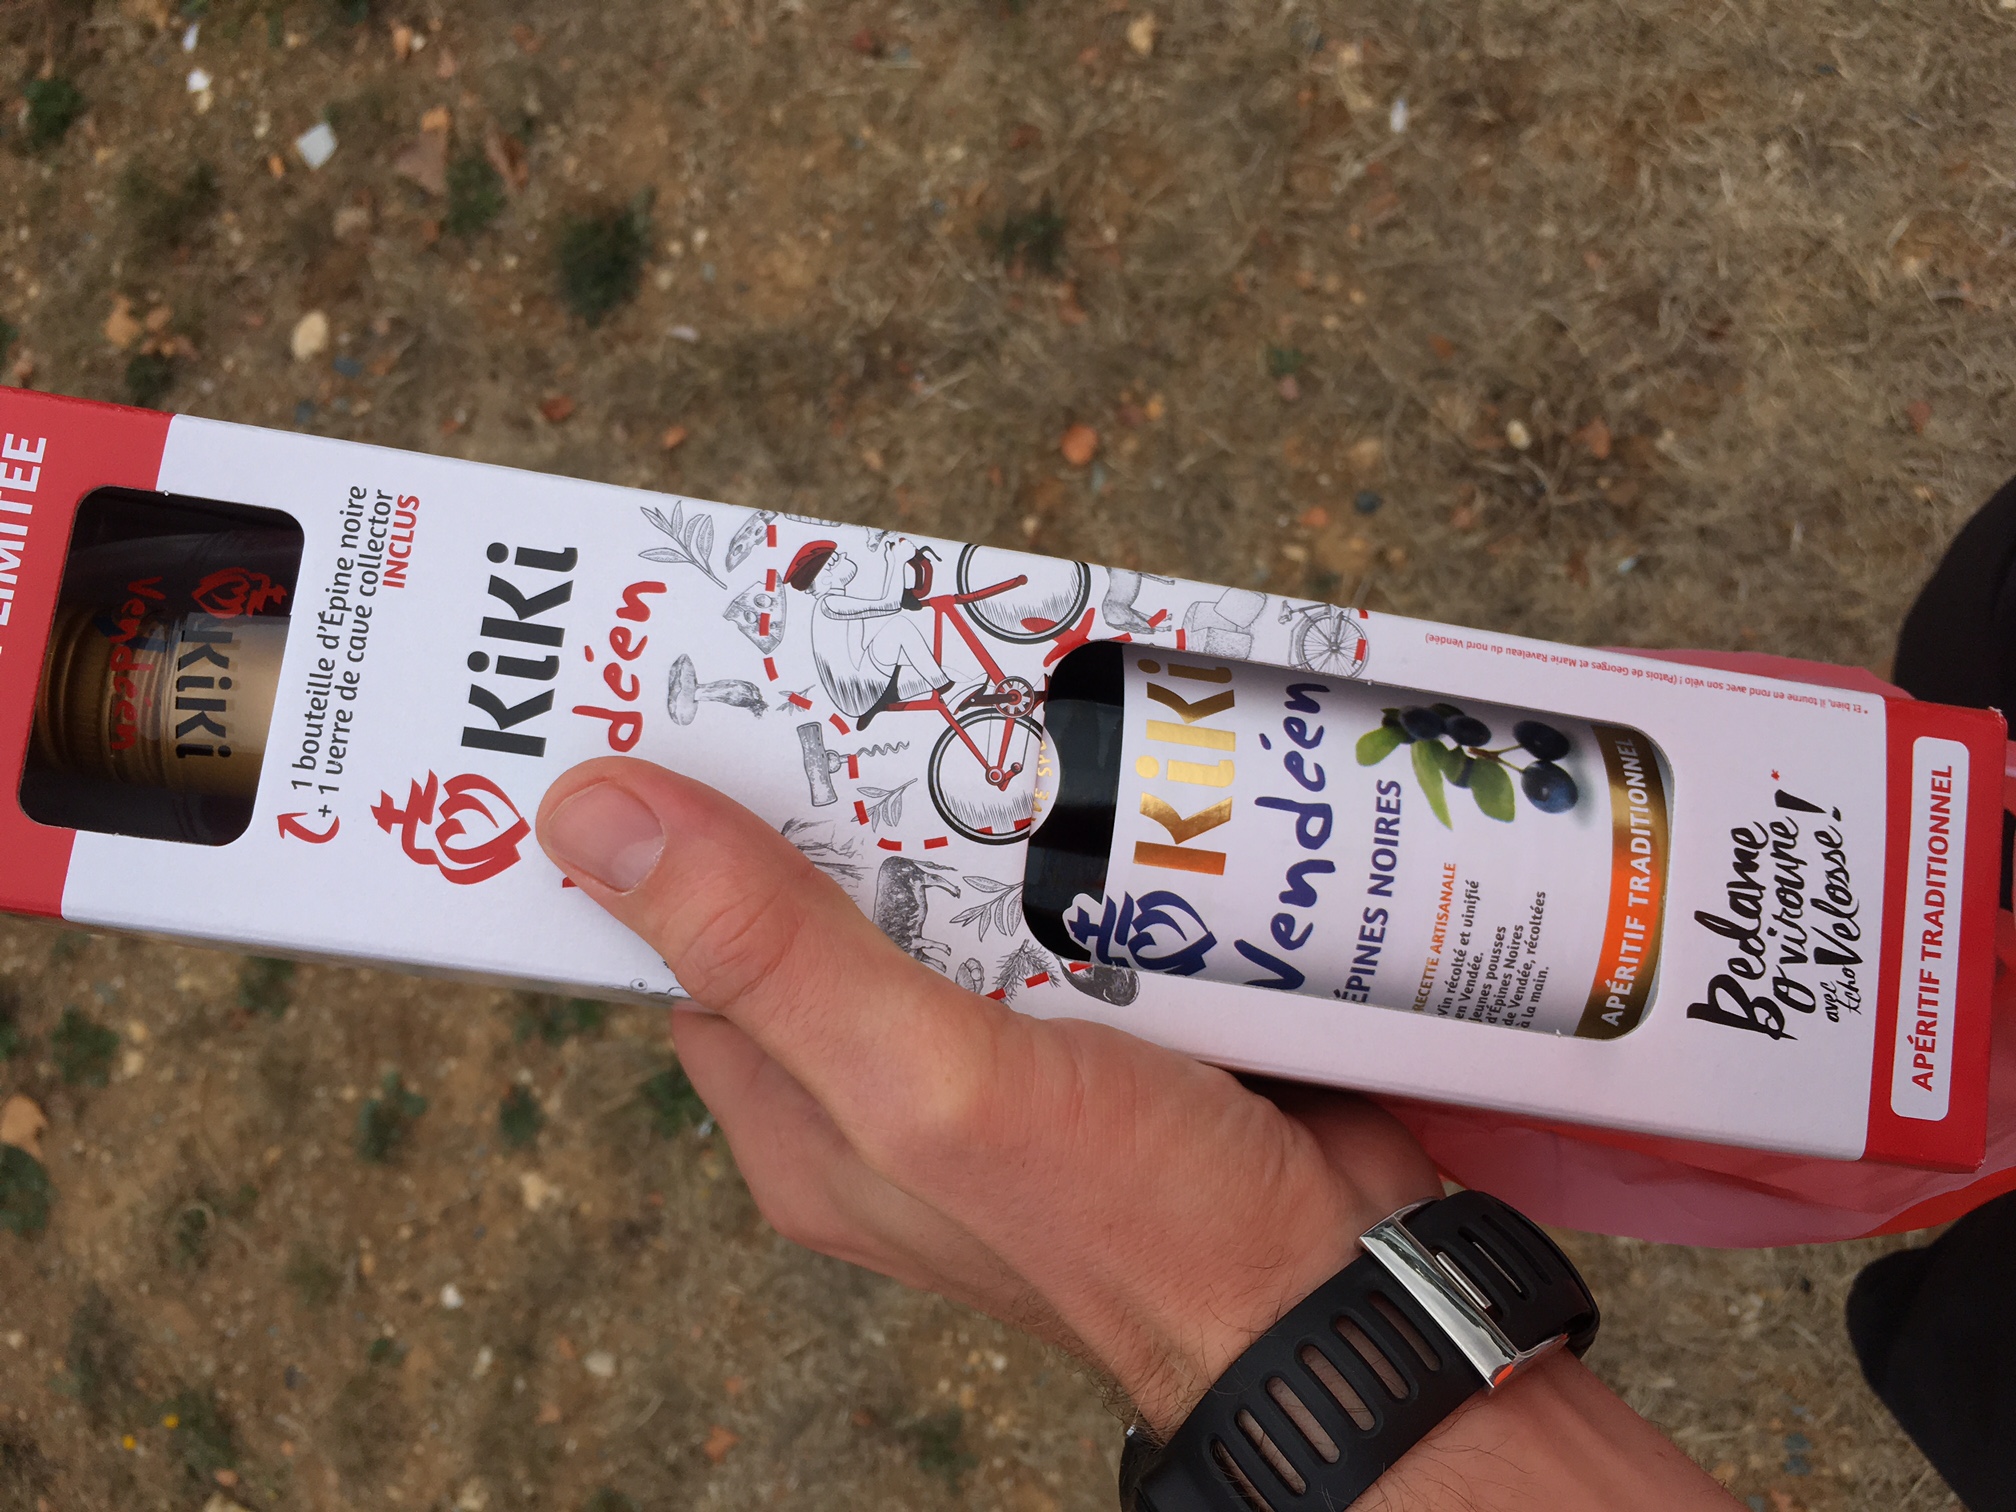 LIMITÉE
Kiki
Vendéen
1 bouteille d'Épine noire
+ 1 verre de cave collector
INCLUS
Kiki
déen
Kiki
Vendéen
ÉPINES NOIRES
RECETTE ARTISANALE
Vin récolté et vinifié
en Vendée.
Jeunes pousses
d'Épines Noires
de Vendée, récoltées
à la main.
APÉRITIF TRADITIONNEL
Bedame
o viroune
avec tcho Velosse! *
* Et bien, il tourne en rond avec son vélo ! (Patois de Georges et Marie Raveleau du nord Vendée)
APÉRITIF TRADITIONNEL